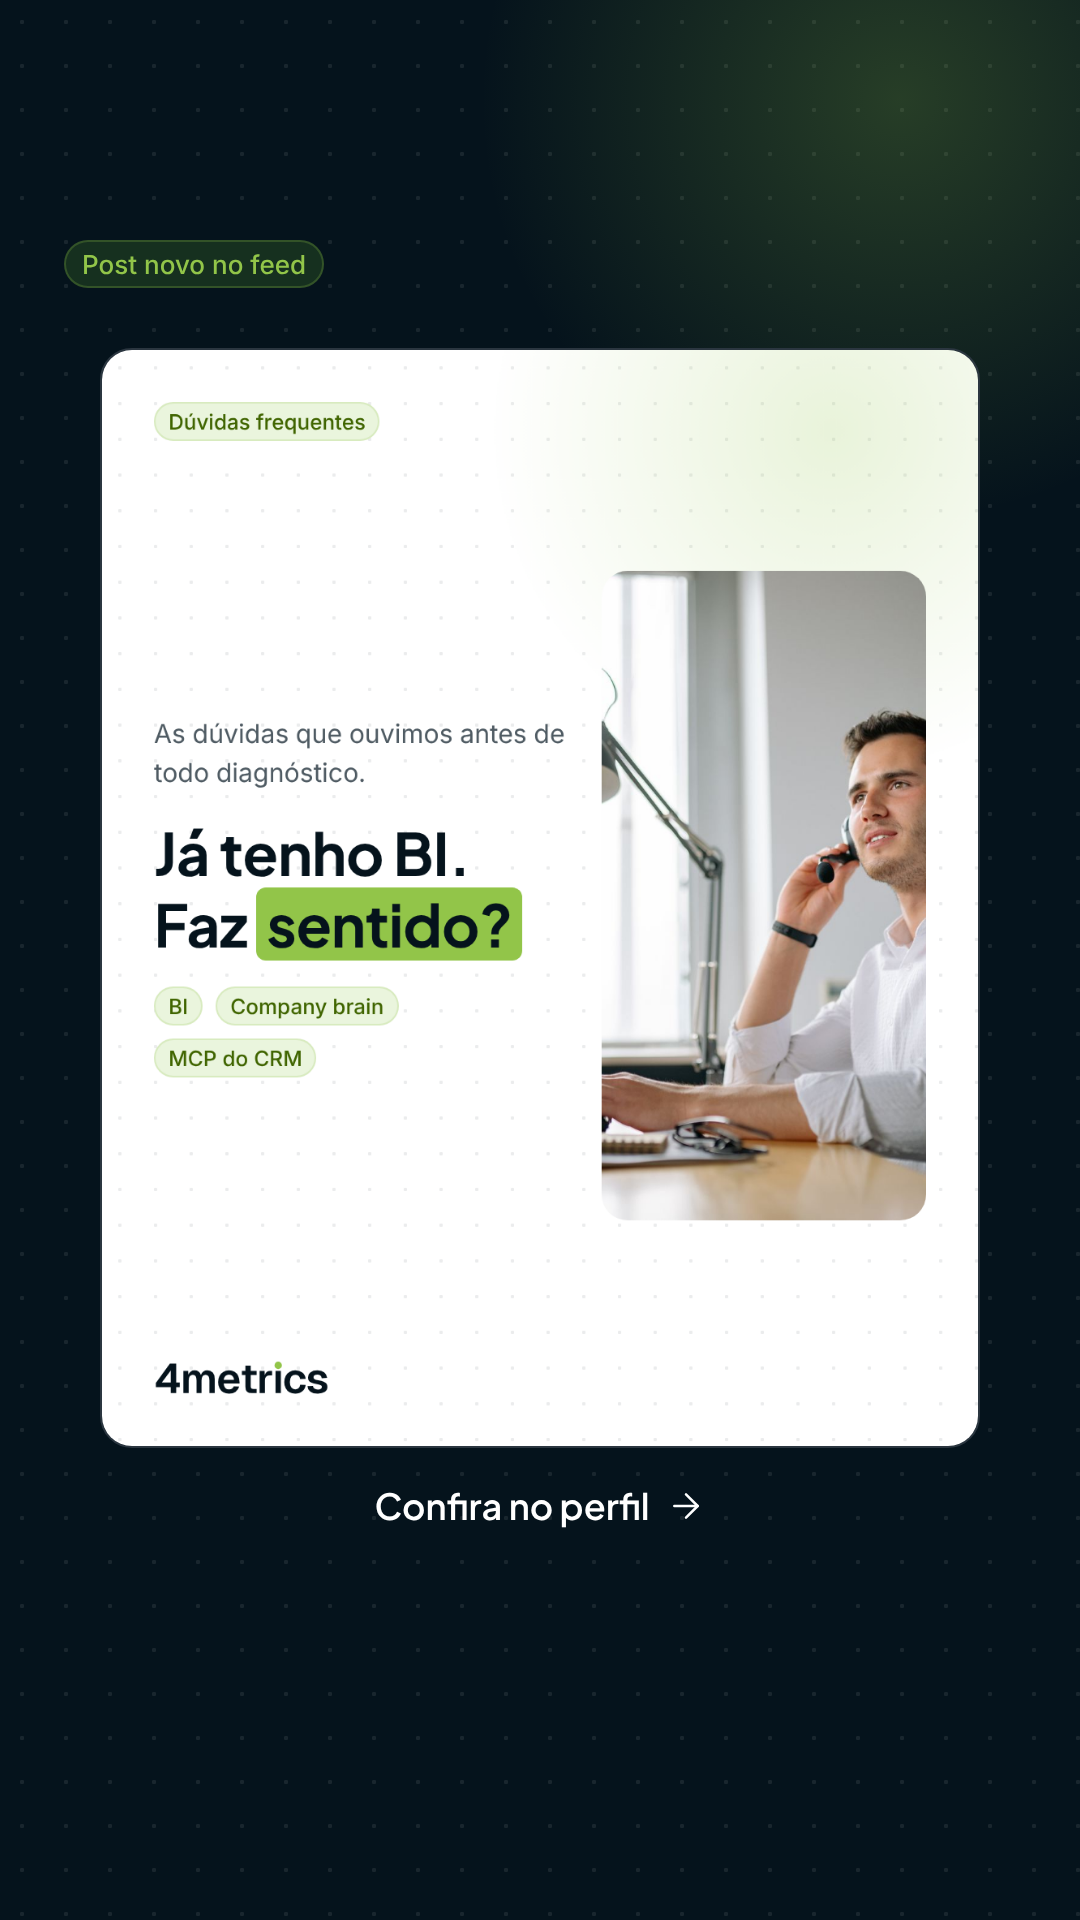 Post novo no feed
Dúvidas frequentes
As dúvidas que ouvimos antes de
todo diagnóstico.
Já tenho BI.
Faz sentido?
BI
Company brain
MCP do CRM
4metrics
Confira no perfil →